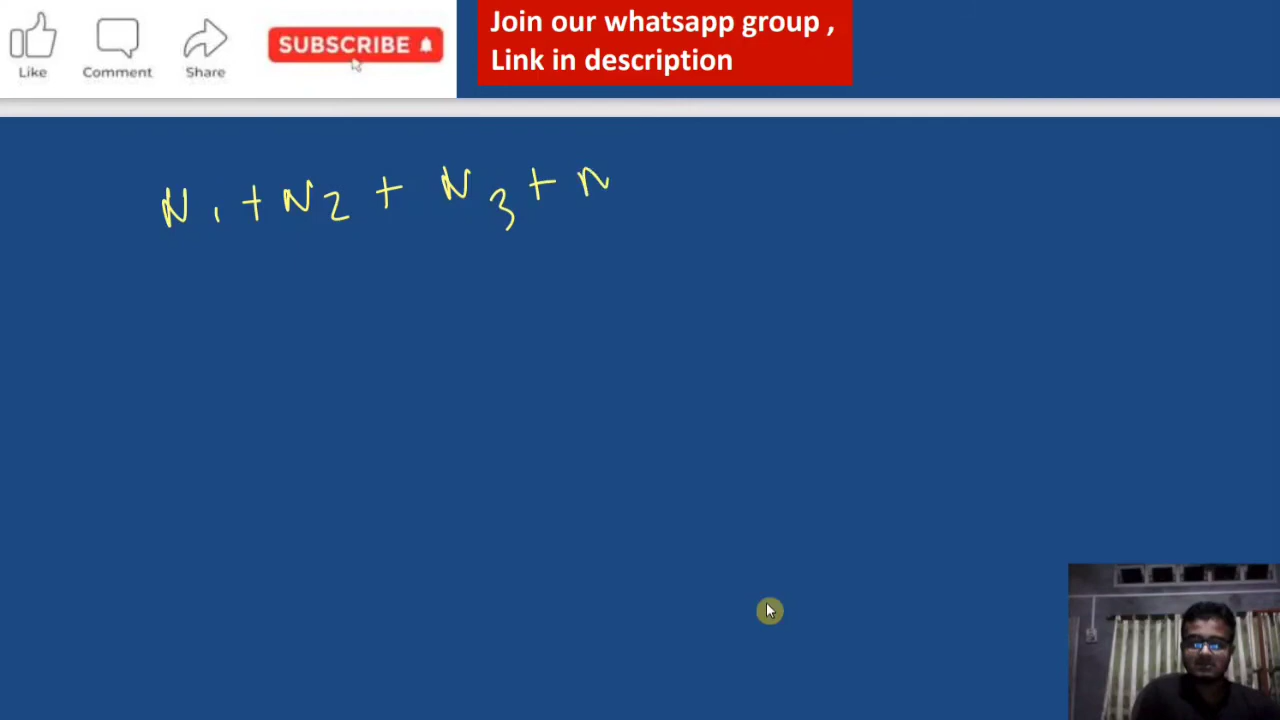 Join our whatsapp group ,
Link in description
SUBSCRIBE
Like Comment Share
N1 + N2 + N3 + n